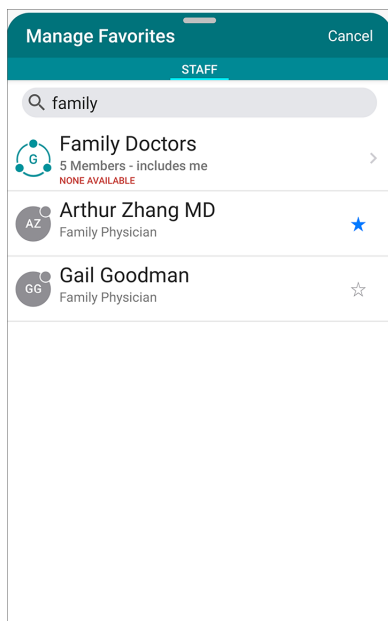 Manage Favorites
Cancel
STAFF
family
G
Family Doctors
5 Members - includes me
NONE AVAILABLE
AZ
Arthur Zhang MD
Family Physician
GG
Gail Goodman
Family Physician